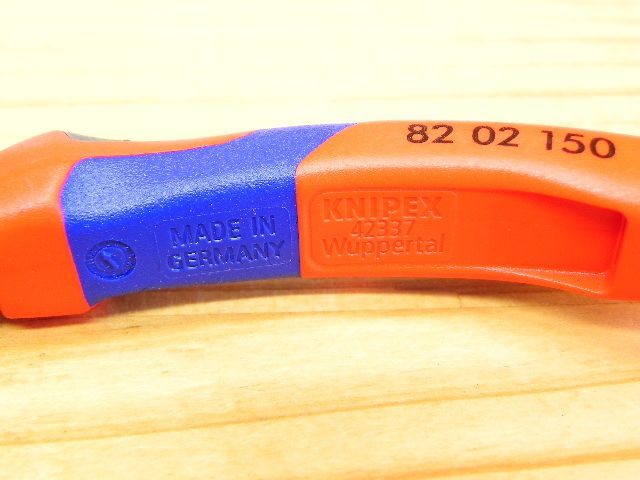 82 02 150
MADE IN
GERMANY
KNIPEX
42337
Wuppertal